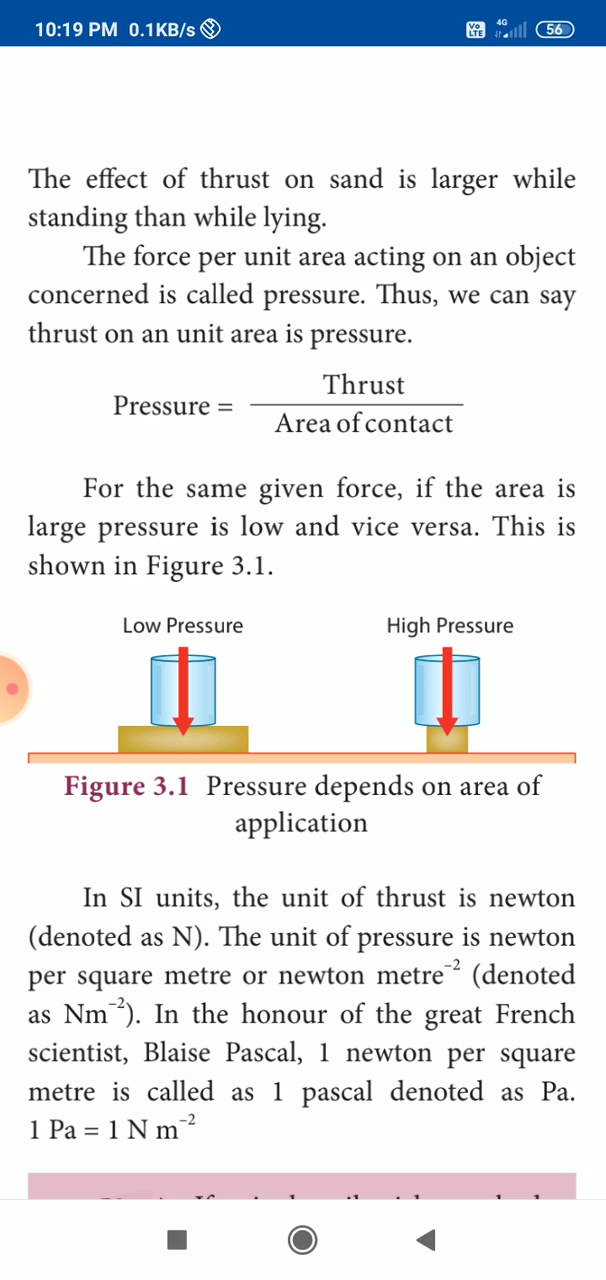 10:19 PM 0.1KB/s
Vo LTE 4G 56
The effect of thrust on sand is larger while
standing than while lying.
The force per unit area acting on an object
concerned is called pressure. Thus, we can say
thrust on an unit area is pressure.
Pressure = Thrust / Area of contact
For the same given force, if the area is
large pressure is low and vice versa. This is
shown in Figure 3.1.
Low Pressure High Pressure
Figure 3.1 Pressure depends on area of
application
In SI units, the unit of thrust is newton
(denoted as N). The unit of pressure is newton
per square metre or newton metre⁻² (denoted
as Nm⁻²). In the honour of the great French
scientist, Blaise Pascal, 1 newton per square
metre is called as 1 pascal denoted as Pa.
1 Pa = 1 N m⁻²